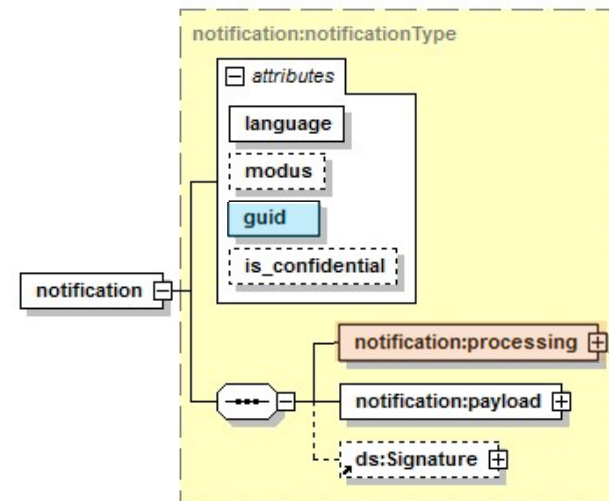 notification:notificationType
attributes
language
modus
guid
is_confidential
notification
notification:processing
notification:payload
ds:Signature